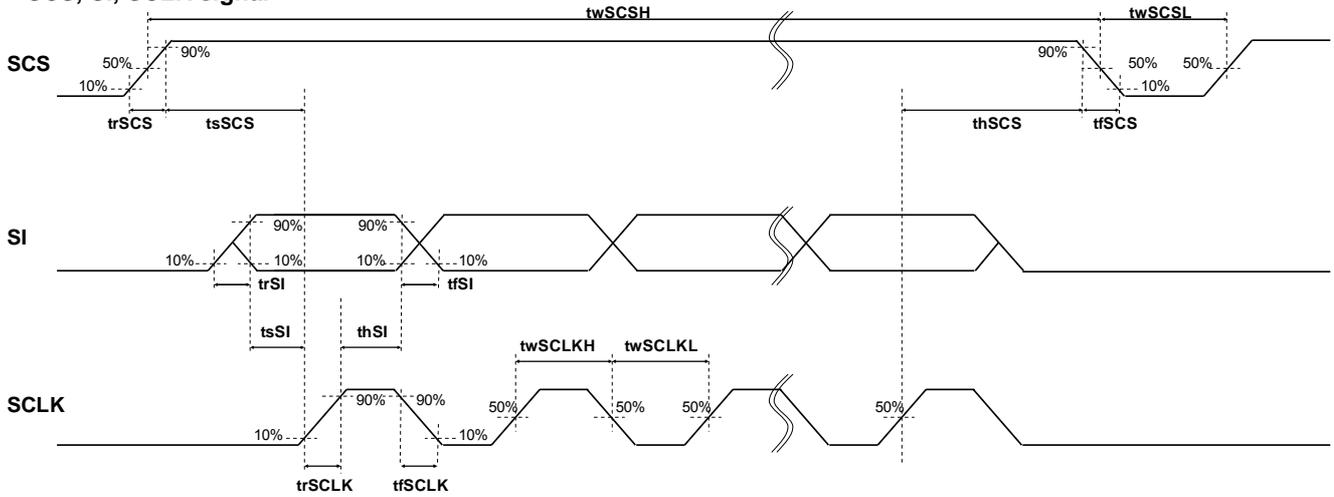 twSCSH twSCSL
SCS
50% 90% 10%
90% 50% 10% 50%
trSCS tsSCS thSCS tfSCS
SI
90% 90%
10% 10% 10% 10%
trSI tfSI
tsSI thSI
twSCLKH twSCLKL
SCLK
90% 90% 50% 50% 50% 50%
10% 10%
trSCLK tfSCLK